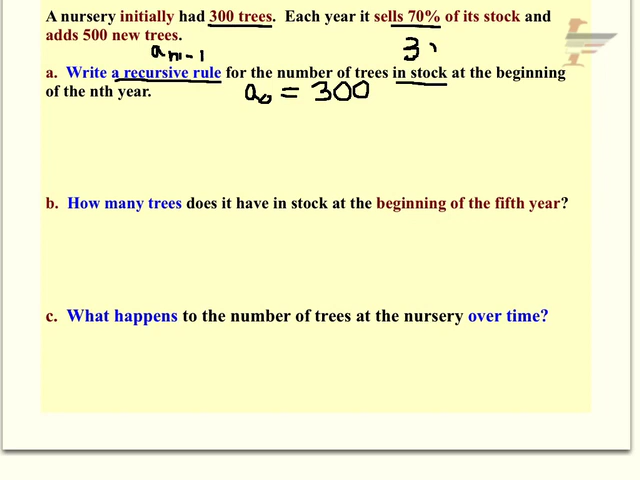 A nursery initially had 300 trees. Each year it sells 70% of its stock and
adds 500 new trees.
a n-1
a. Write a recursive rule for the number of trees in stock at the beginning
of the nth year.
a0 = 300
b. How many trees does it have in stock at the beginning of the fifth year?
c. What happens to the number of trees at the nursery over time?